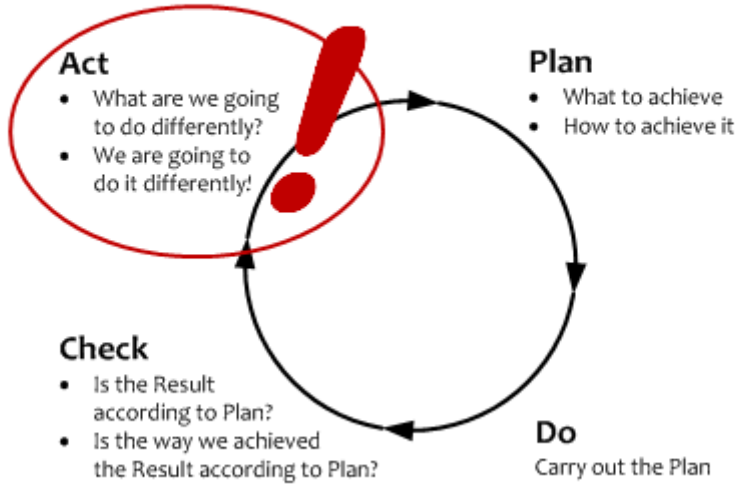 Act
• What are we going
to do differently?
• We are going to
do it differently!
Plan
• What to achieve
• How to achieve it
Check
• Is the Result
according to Plan?
• Is the way we achieved
the Result according to Plan?
Do
Carry out the Plan